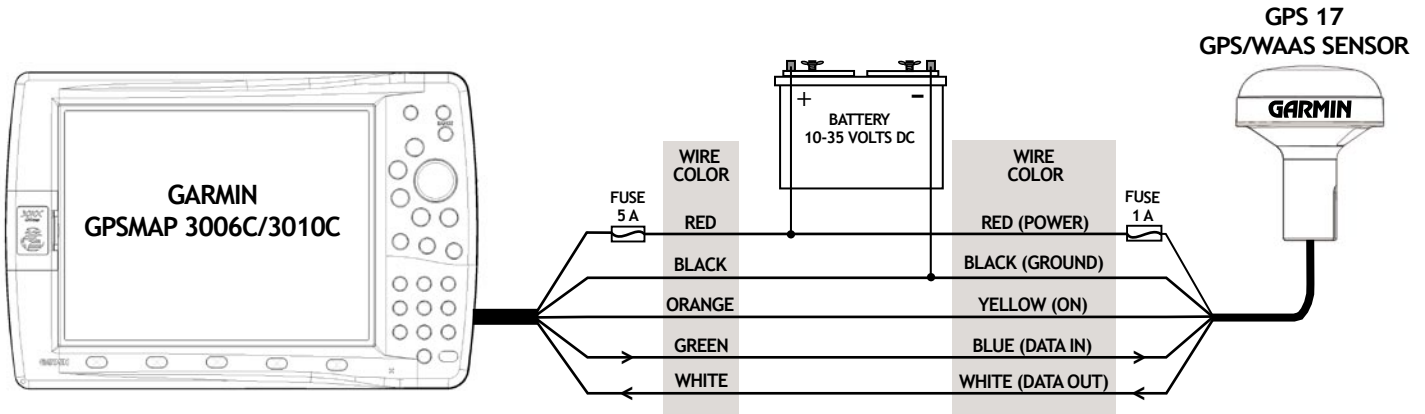 GPS 17
GPS/WAAS SENSOR
GARMIN
GARMIN
GPSMAP 3006C/3010C
+
–
BATTERY
10-35 VOLTS DC
WIRE
COLOR
WIRE
COLOR
FUSE
5 A
RED
RED (POWER)
FUSE
1 A
BLACK
BLACK (GROUND)
ORANGE
YELLOW (ON)
GREEN
BLUE (DATA IN)
WHITE
WHITE (DATA OUT)
GARMIN